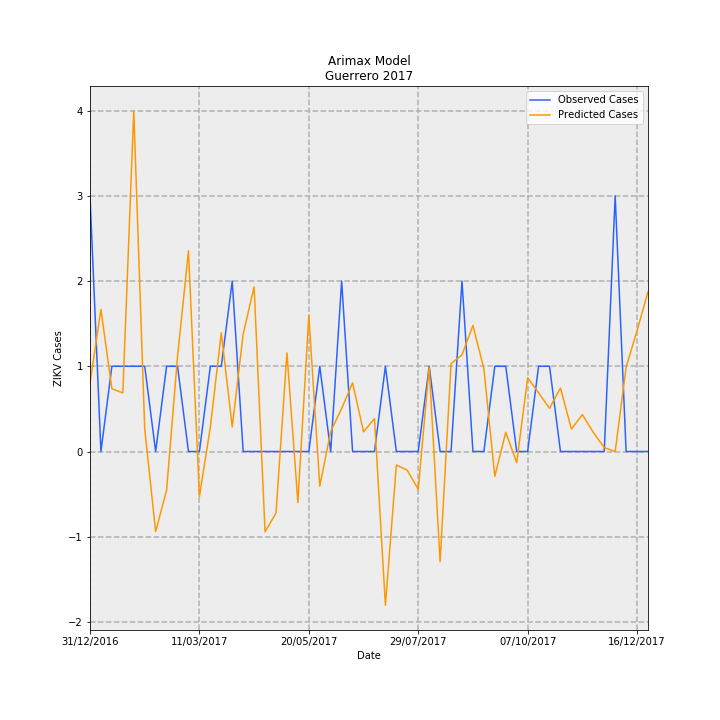 Arimax Model
Guerrero 2017
Observed Cases
Predicted Cases
4
3
2
1
0
−1
−2
ZIKV Cases
31/12/2016 11/03/2017 20/05/2017 29/07/2017 07/10/2017 16/12/2017
Date